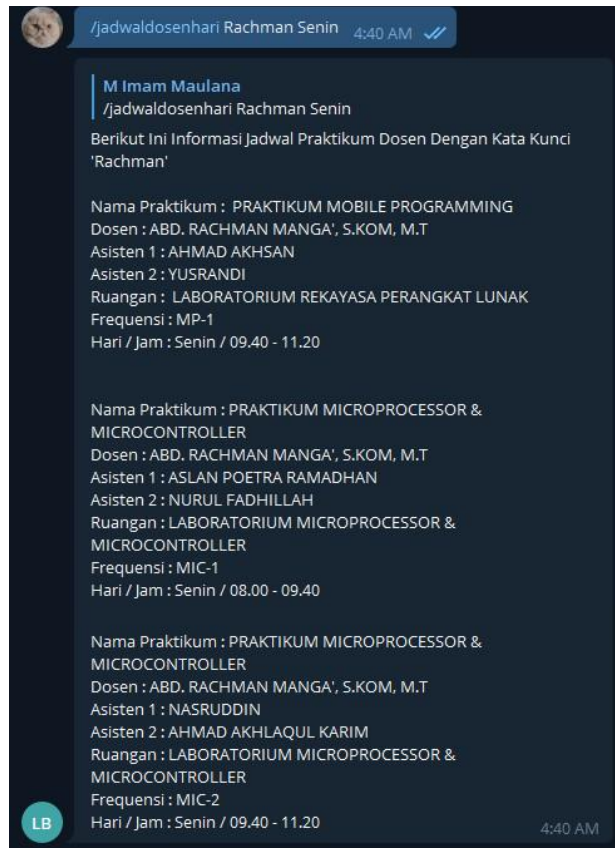 /jadwaldosenhari Rachman Senin 4:40 AM
M Imam Maulana
/jadwaldosenhari Rachman Senin
Berikut Ini Informasi Jadwal Praktikum Dosen Dengan Kata Kunci
'Rachman'
Nama Praktikum : PRAKTIKUM MOBILE PROGRAMMING
Dosen : ABD. RACHMAN MANGA', S.KOM, M.T
Asisten 1 : AHMAD AKHSAN
Asisten 2 : YUSRANDI
Ruangan : LABORATORIUM REKAYASA PERANGKAT LUNAK
Frequensi : MP-1
Hari / Jam : Senin / 09.40 - 11.20
Nama Praktikum : PRAKTIKUM MICROPROCESSOR &
MICROCONTROLLER
Dosen : ABD. RACHMAN MANGA', S.KOM, M.T
Asisten 1 : ASLAN POETRA RAMADHAN
Asisten 2 : NURUL FADHILLAH
Ruangan : LABORATORIUM MICROPROCESSOR &
MICROCONTROLLER
Frequensi : MIC-1
Hari / Jam : Senin / 08.00 - 09.40
Nama Praktikum : PRAKTIKUM MICROPROCESSOR &
MICROCONTROLLER
Dosen : ABD. RACHMAN MANGA', S.KOM, M.T
Asisten 1 : NASRUDDIN
Asisten 2 : AHMAD AKHLAQUL KARIM
Ruangan : LABORATORIUM MICROPROCESSOR &
MICROCONTROLLER
Frequensi : MIC-2
LB
Hari / Jam : Senin / 09.40 - 11.20 4:40 AM